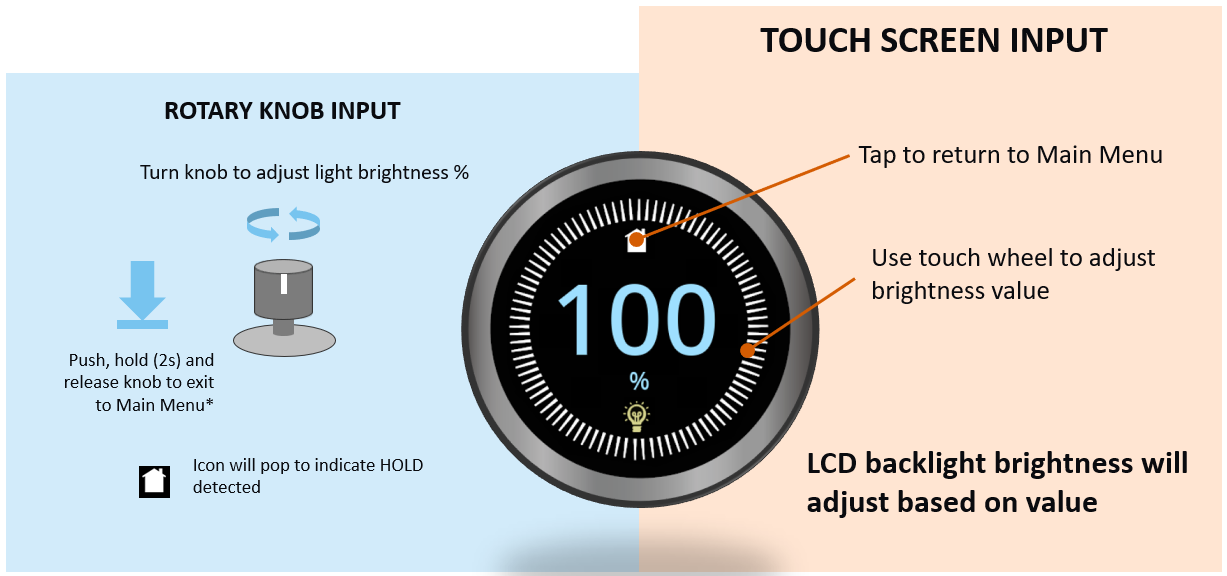 TOUCH SCREEN INPUT
ROTARY KNOB INPUT
Turn knob to adjust light brightness %
Push, hold (2s) and
release knob to exit
to Main Menu*
Icon will pop to indicate HOLD
detected
100
%
Tap to return to Main Menu
Use touch wheel to adjust
brightness value
LCD backlight brightness will
adjust based on value